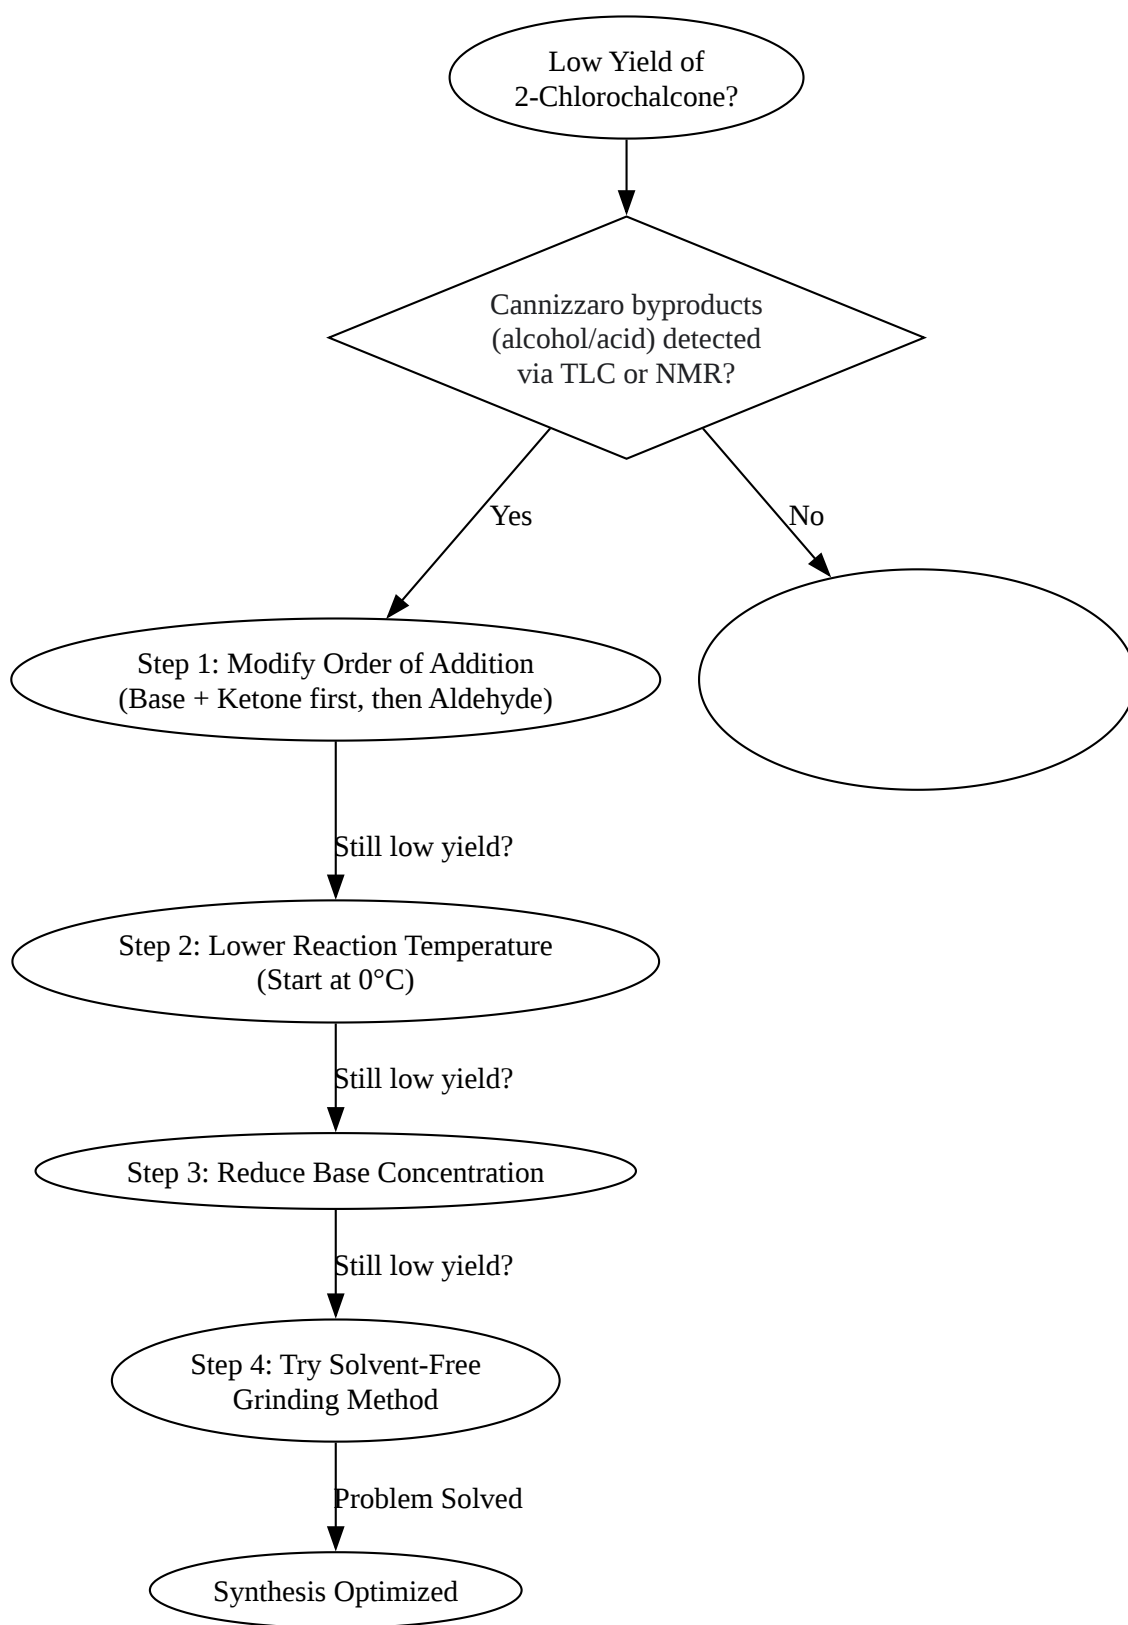 Low Yield of
2-Chlorochalcone?
Cannizzaro byproducts
(alcohol/acid) detected
via TLC or NMR?
Yes
No
Step 1: Modify Order of Addition
(Base + Ketone first, then Aldehyde)
Still low yield?
Step 2: Lower Reaction Temperature
(Start at 0°C)
Still low yield?
Step 3: Reduce Base Concentration
Still low yield?
Step 4: Try Solvent-Free
Grinding Method
Problem Solved
Synthesis Optimized